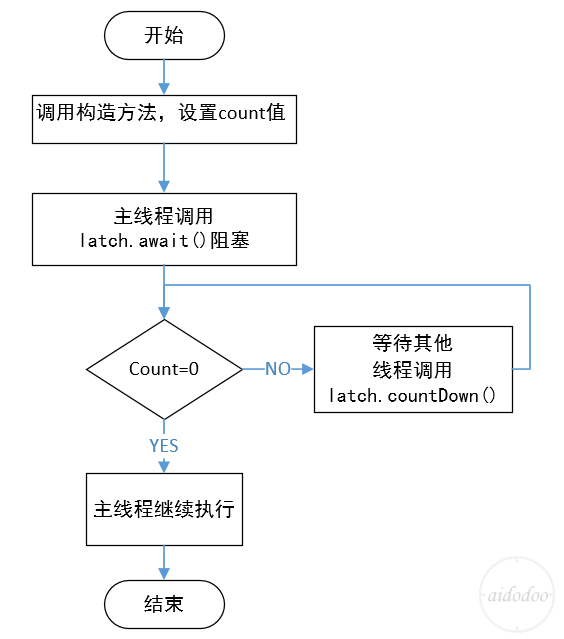 开始
调用构造方法，设置count值
主线程调用
latch.await()阻塞
Count=0
NO
等待其他
线程调用
latch.countDown()
YES
主线程继续执行
结束
aidodoo